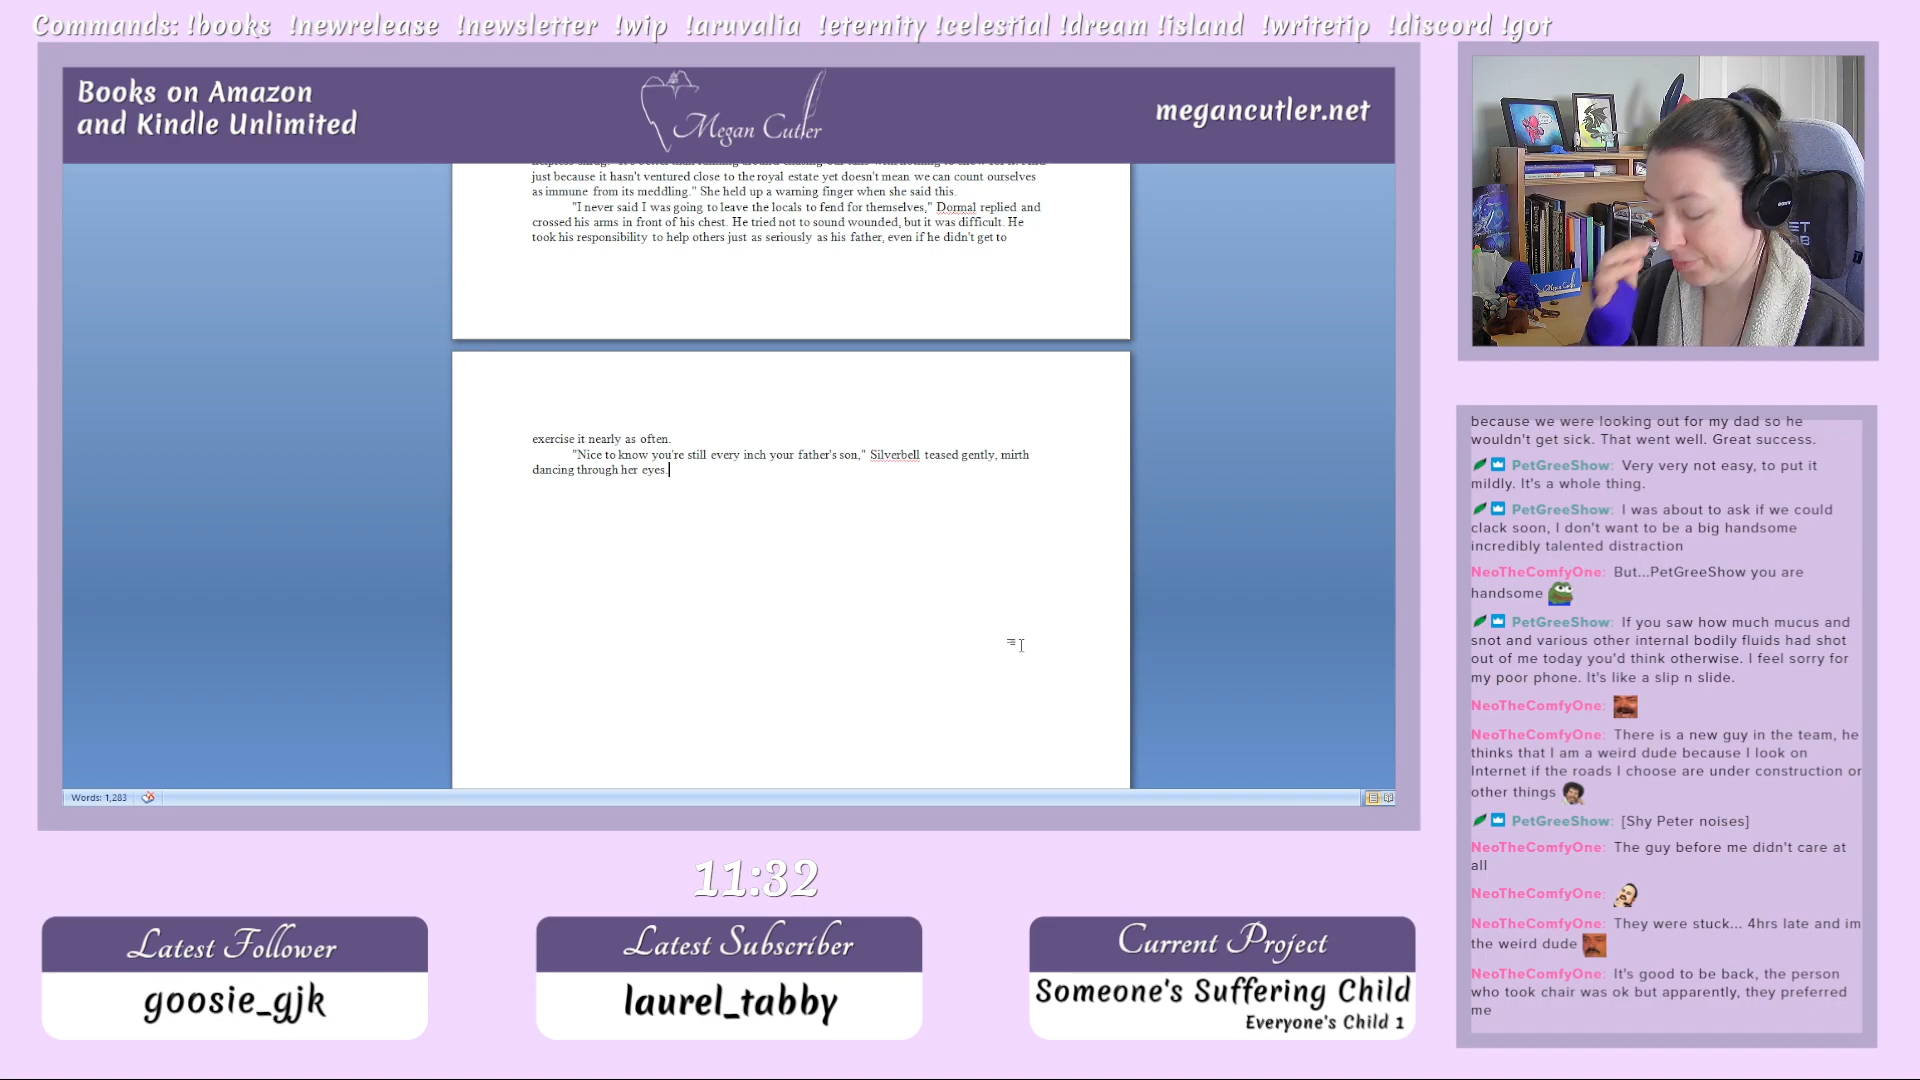 Commands: !books !newrelease !newsletter !wip !aruvalia !eternity !celestial !dream !island !writetip !discord !got
Books on Amazon
and Kindle Unlimited
Megan Cutler
megancutler.net
just because it hasn't ventured close to the royal estate yet doesn't mean we can count ourselves
as immune from its meddling." She held up a warning finger when she said this.
"I never said I was going to leave the locals to fend for themselves," Dormal replied and
crossed his arms in front of his chest. He tried not to sound wounded, but it was difficult. He
took his responsibility to help others just as seriously as his father, even if he didn't get to
exercise it nearly as often.
"Nice to know you're still every inch your father's son," Silverbell teased gently, mirth
dancing through her eyes.
Words: 1,283
SONY
because we were looking out for my dad so he
wouldn't get sick. That went well. Great success.
PetGreeShow: Very very not easy, to put it
mildly. It's a whole thing.
PetGreeShow: I was about to ask if we could
clack soon, I don't want to be a big handsome
incredibly talented distraction
NeoTheComfyOne: But...PetGreeShow you are
handsome
PetGreeShow: If you saw how much mucus and
snot and various other internal bodily fluids had shot
out of me today you'd think otherwise. I feel sorry for
my poor phone. It's like a slip n slide.
NeoTheComfyOne:
NeoTheComfyOne: There is a new guy in the team, he
thinks that I am a weird dude because I look on
Internet if the roads I choose are under construction or
other things
PetGreeShow: [Shy Peter noises]
NeoTheComfyOne: The guy before me didn't care at
all
NeoTheComfyOne:
NeoTheComfyOne: They were stuck... 4hrs late and im
the weird dude
NeoTheComfyOne: It's good to be back, the person
who took chair was ok but apparently, they preferred
me
11:32
Latest Follower
goosie_gjk
Latest Subscriber
laurel_tabby
Current Project
Someone's Suffering Child
Everyone's Child 1